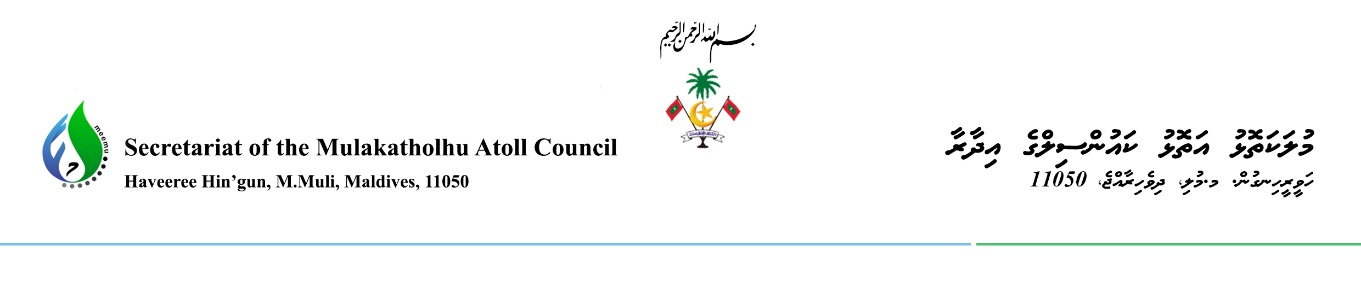 بسم الله الرحمن الرحيم
Secretariat of the Mulakatholhu Atoll Council
Haveeree Hin’gun, M.Muli, Maldives, 11050
meemu
މުލަކަތޮޅު އަތޮޅު ކައުންސިލްގެ އިދާރާ
ހަވީރީހިނގުން، މ.މުލި، ދިވެހިރާއްޖެ، 11050